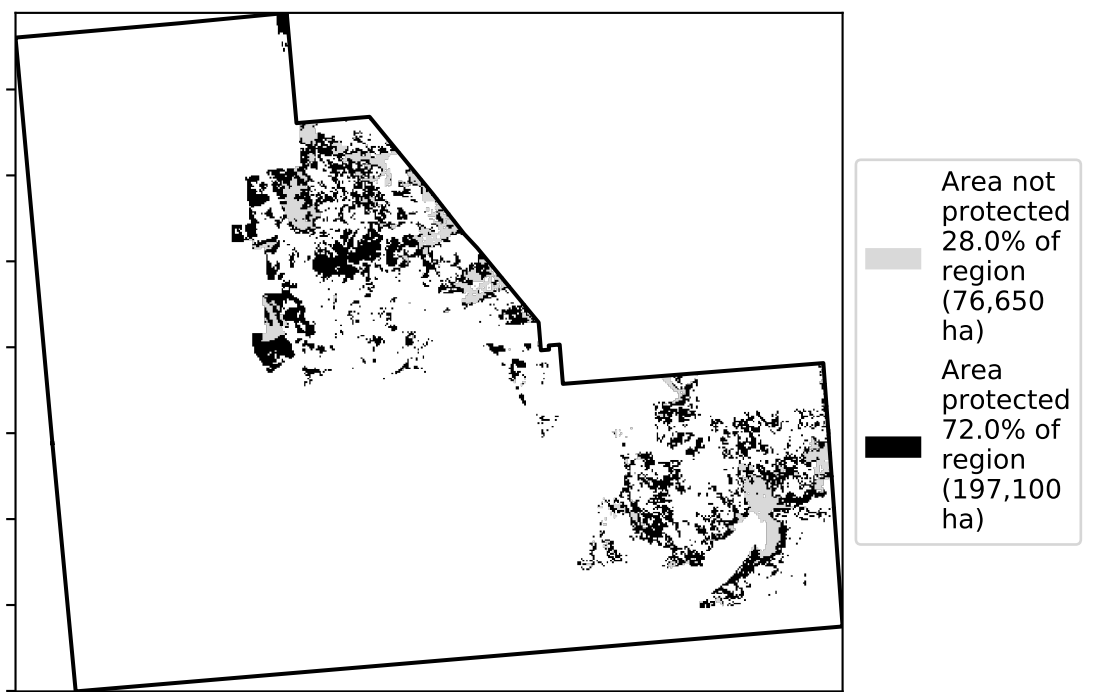 Area not
protected
28.0% of
region
(76,650
ha)
Area
protected
72.0% of
region
(197,100
ha)